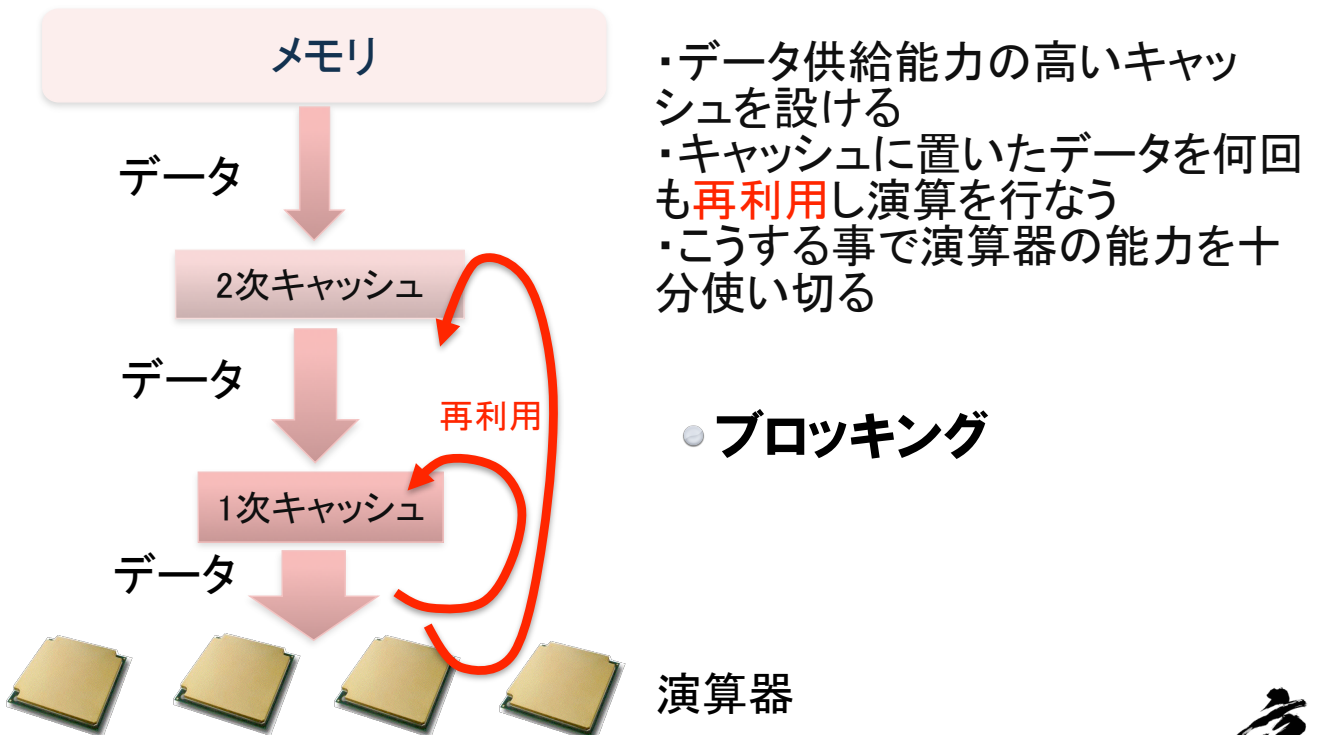 メモリ
データ
2次キャッシュ
データ
再利用
1次キャッシュ
データ
・データ供給能力の高いキャッ
シュを設ける
・キャッシュに置いたデータを何回
も再利用し演算を行なう
・こうする事で演算器の能力を十
分使い切る
ブロッキング
演算器